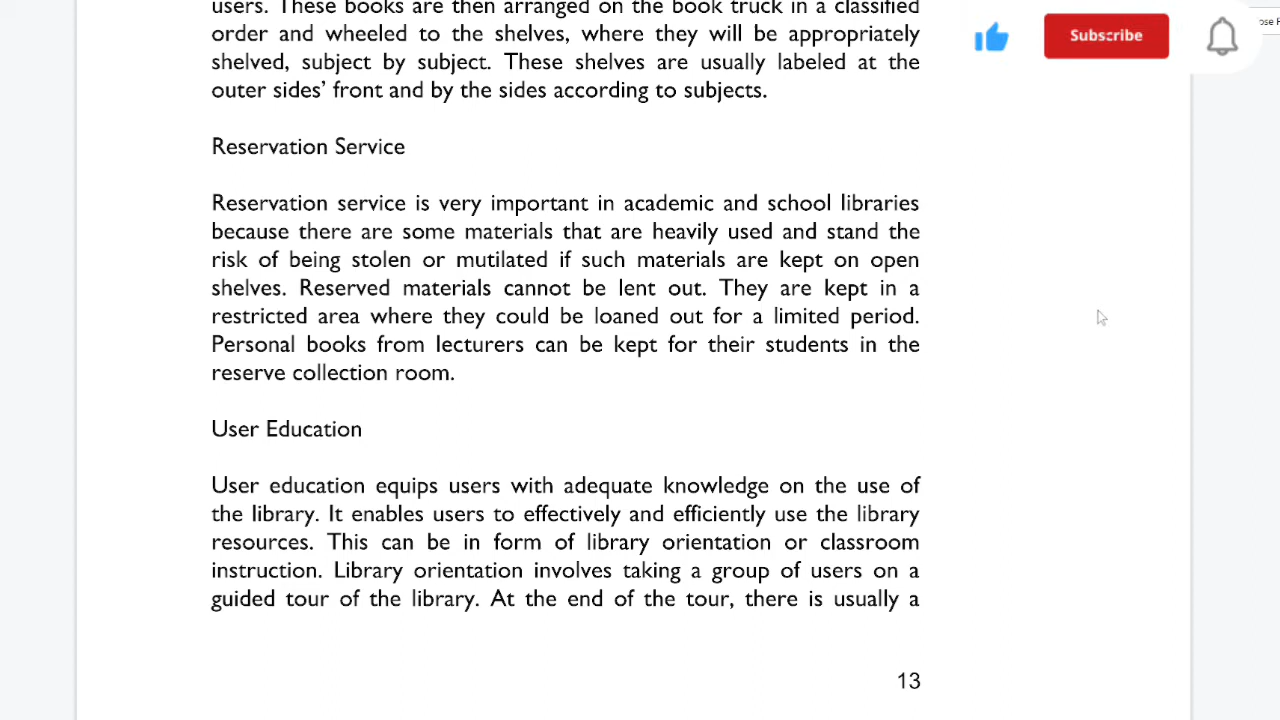 users. These books are then arranged on the book truck in a classified
order and wheeled to the shelves, where they will be appropriately
shelved, subject by subject. These shelves are usually labeled at the
outer sides’ front and by the sides according to subjects.
Subscribe
Reservation Service
Reservation service is very important in academic and school libraries
because there are some materials that are heavily used and stand the
risk of being stolen or mutilated if such materials are kept on open
shelves. Reserved materials cannot be lent out. They are kept in a
restricted area where they could be loaned out for a limited period.
Personal books from lecturers can be kept for their students in the
reserve collection room.
User Education
User education equips users with adequate knowledge on the use of
the library. It enables users to effectively and efficiently use the library
resources. This can be in form of library orientation or classroom
instruction. Library orientation involves taking a group of users on a
guided tour of the library. At the end of the tour, there is usually a
13